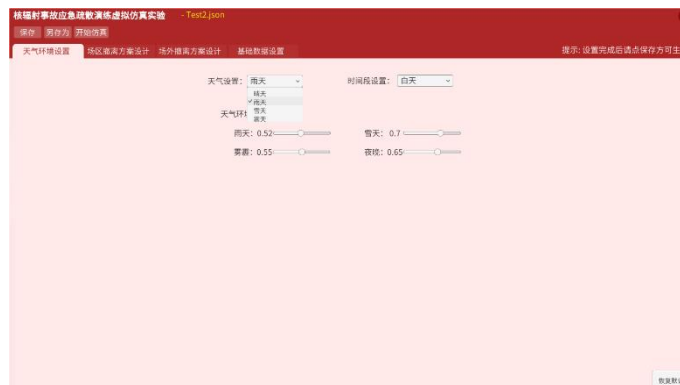 核辐射事故应急疏散演练虚拟仿真实验 - Test2.json
保存 另存为 开始仿真
天气环境设置 场区撤离方案设计 场外撤离方案设计 基础数据设置 提示: 设置完成后请点保存方可生
天气设置: 雨天 时间段设置: 白天
晴天
✓雨天
雪天
雾天
天气环
雨天: 0.52 雪天: 0.7
雾霾: 0.55 夜晚: 0.65
恢复默认